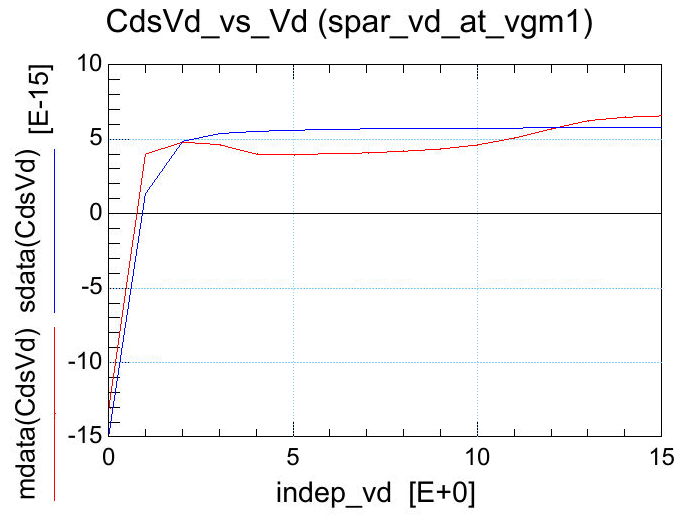 CdsVd_vs_Vd (spar_vd_at_vgm1)
mdata(CdsVd) sdata(CdsVd) [E-15]
10
5
0
-5
-10
-15
0 5 10 15
indep_vd [E+0]